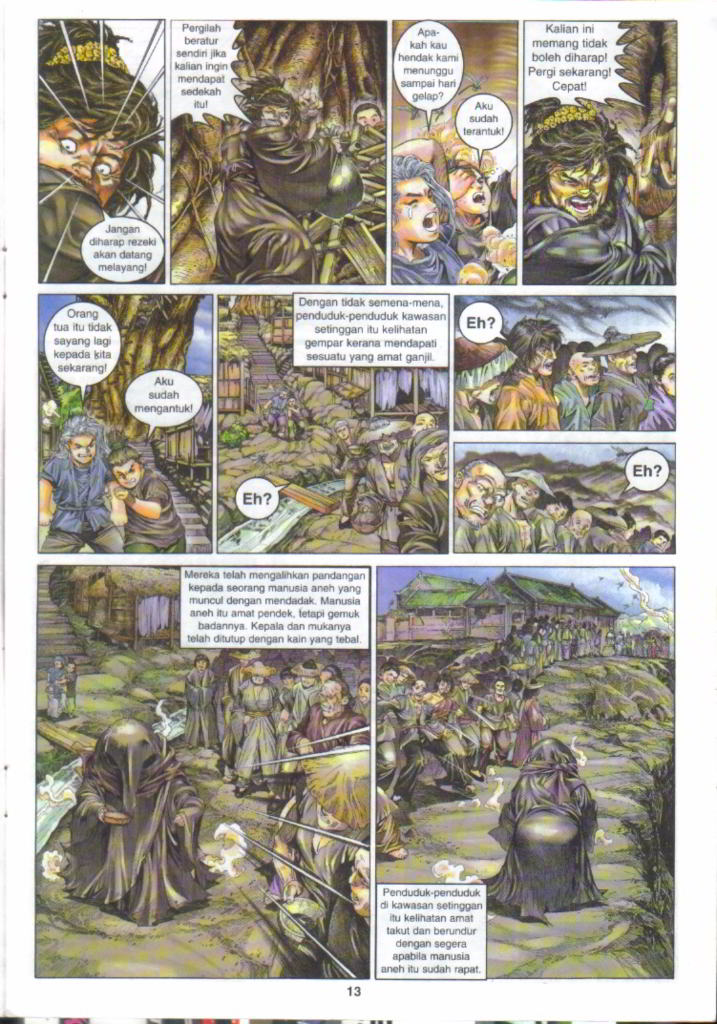 Jangan
diharap rezeki
akan datang
melayang!
Pergilah
beratur
sendiri jika
kalian ingin
mendapat
sedekah
itu!
Apa-
kah kau
hendak kami
menunggu
sampai hari
gelap?
Aku
sudah
terantuk!
Kalian ini
memang tidak
boleh diharap!
Pergi sekarang!
Cepat!
Orang
tua itu tidak
sayang lagi
kepada kita
sekarang!
Aku
sudah
mengantuk!
Dengan tidak semena-mena,
penduduk-penduduk kawasan
setinggan itu kelihatan
gempar kerana mendapati
sesuatu yang amat ganjil.
Eh?
Eh?
Eh?
Mereka telah mengalihkan pandangan
kepada seorang manusia aneh yang
muncul dengan mendadak. Manusia
aneh itu amat pendek, tetapi gemuk
badannya. Kepala dan mukanya
telah ditutup dengan kain yang tebal.
Penduduk-penduduk
di kawasan setinggan
itu kelihatan amat
takut dan berundur
dengan segera
apabila manusia
aneh itu sudah rapat.
13